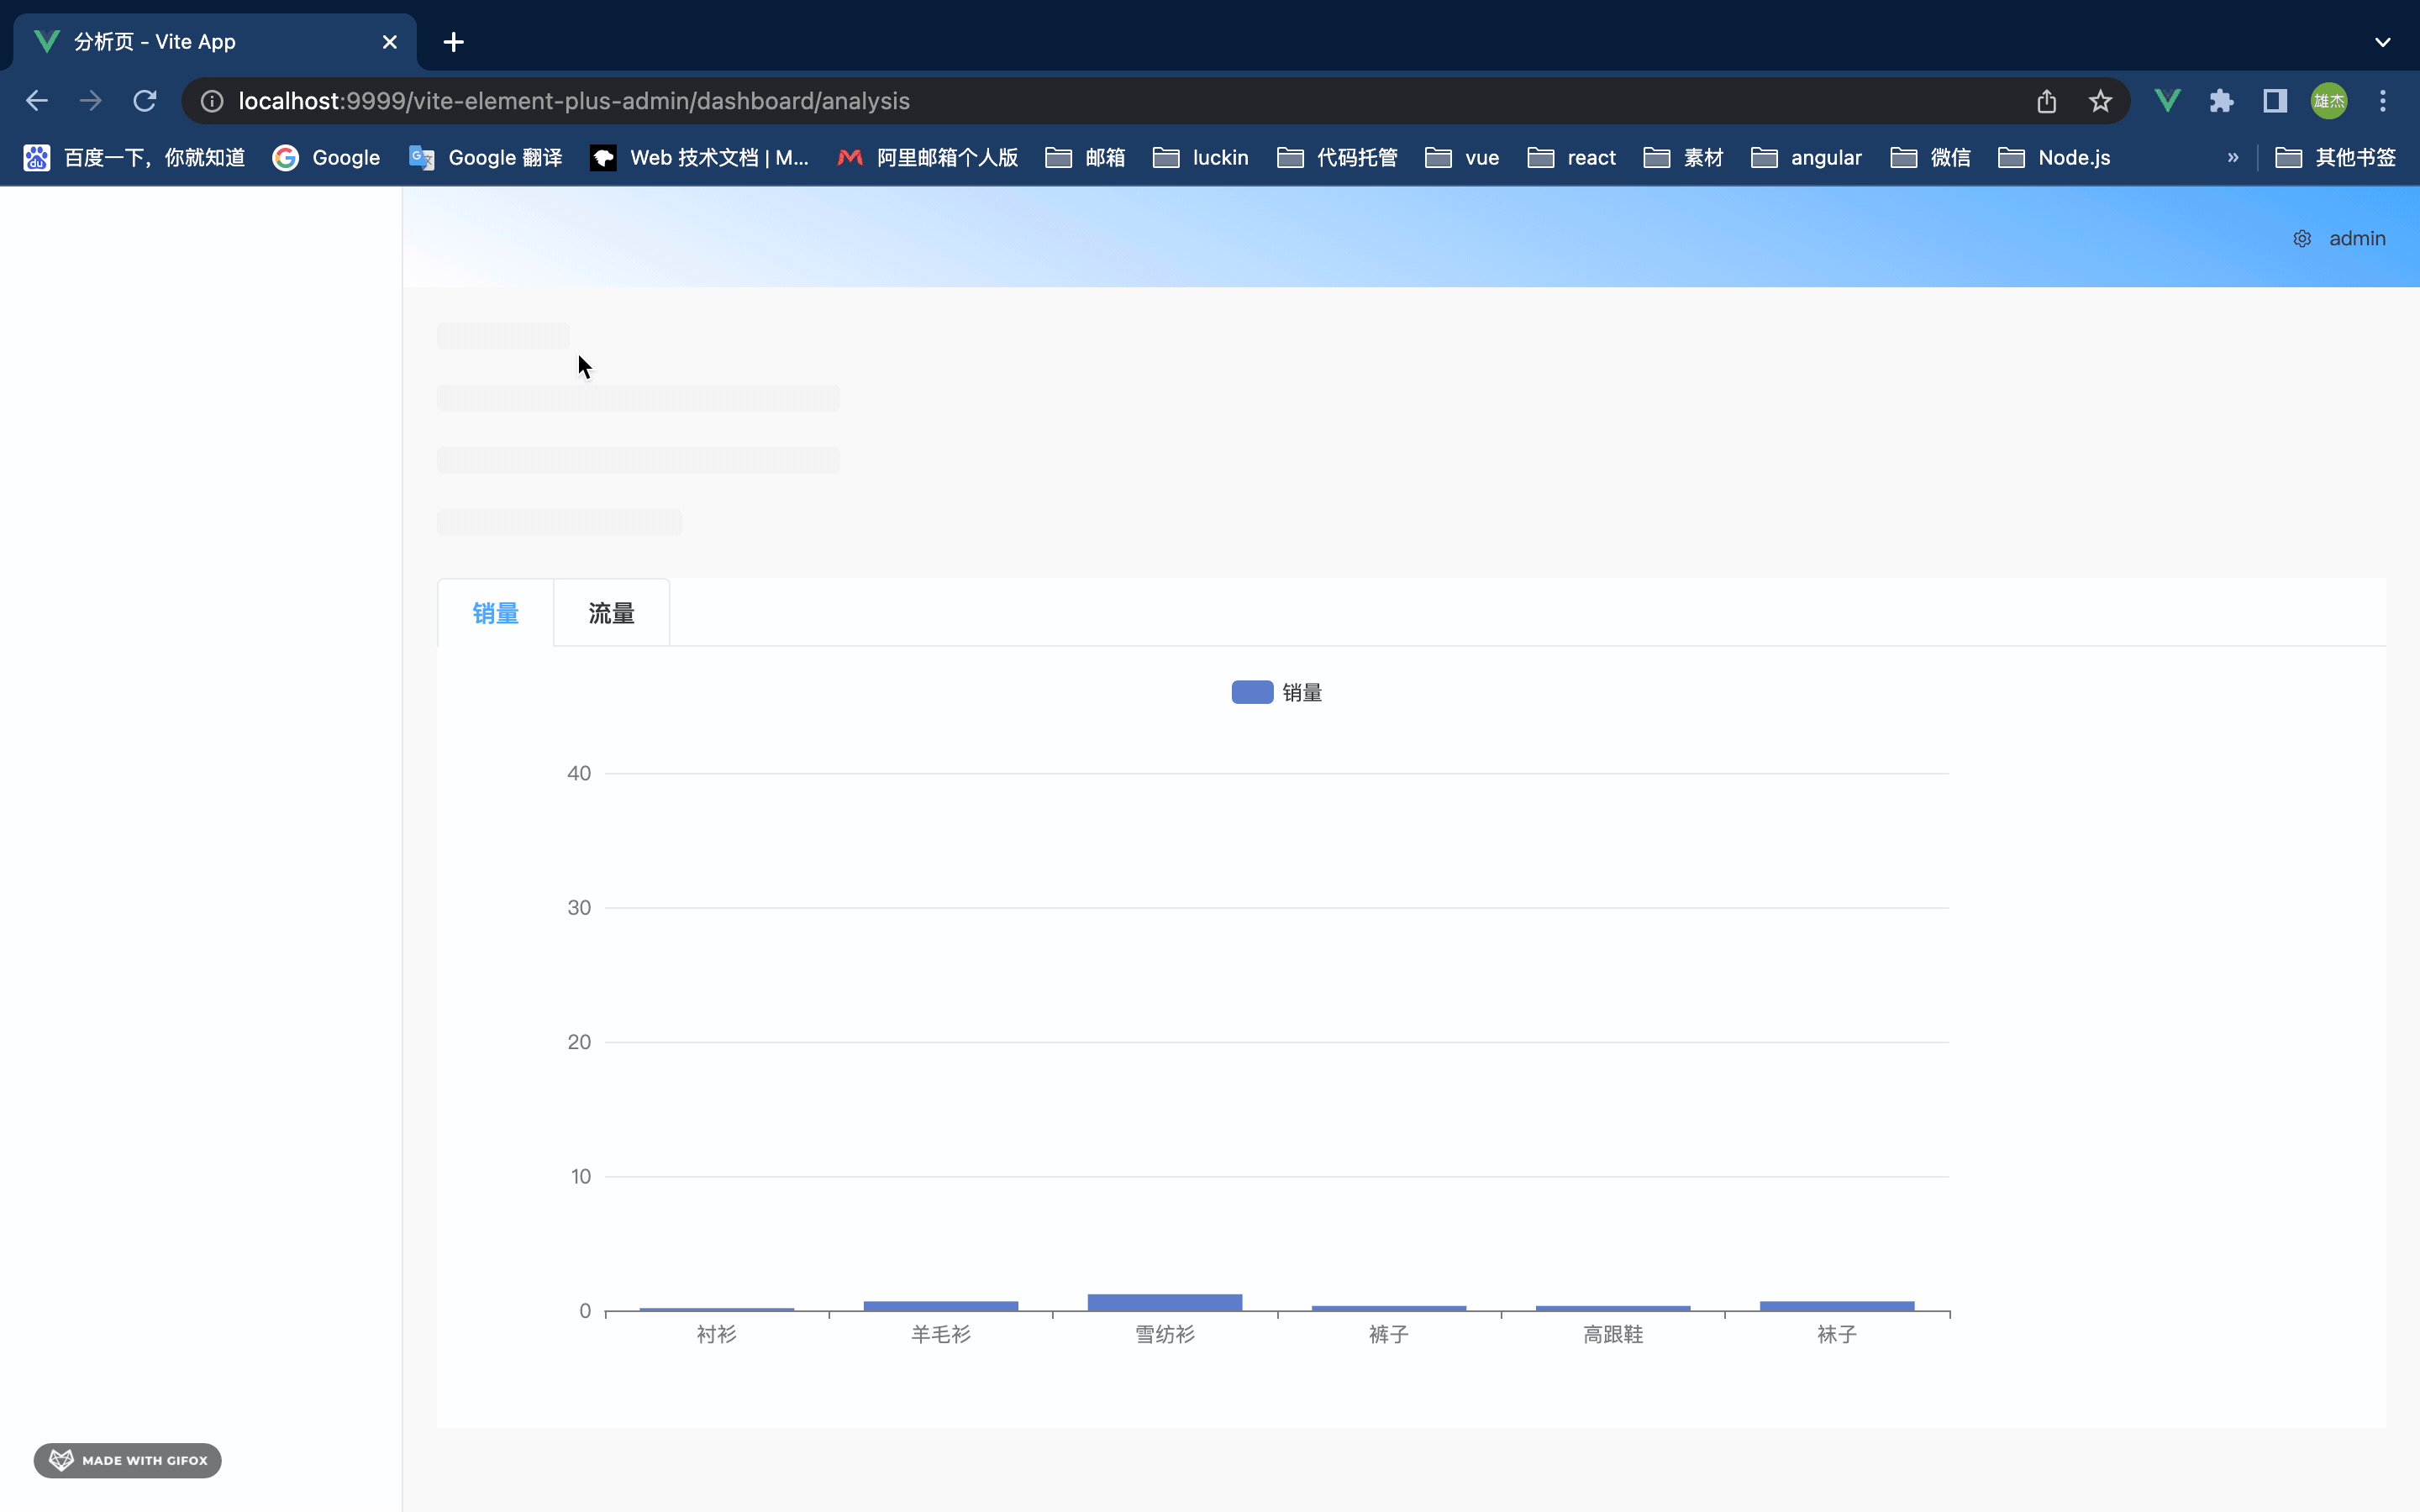 分析页 - Vite App
localhost:9999/vite-element-plus-admin/dashboard/analysis
雄杰
百度一下，你就知道 Google Google 翻译 Web 技术文档 | M... 阿里邮箱个人版 邮箱 luckin 代码托管 vue react 素材 angular 微信 Node.js » 其他书签
admin
销量 流量
销量
40
30
20
10
0
衬衫 羊毛衫 雪纺衫 裤子 高跟鞋 袜子
MADE WITH GIFOX